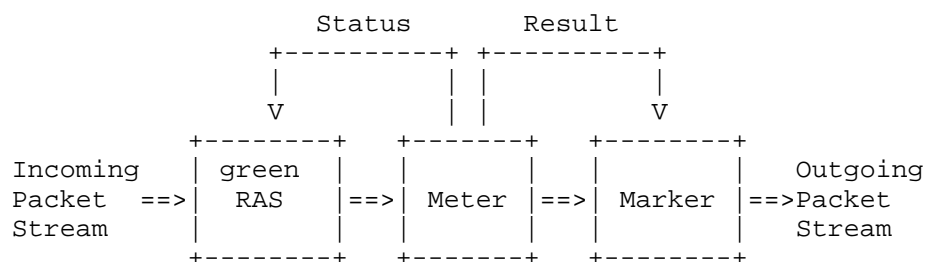 Status Result
+----------+ +----------+
| | | |
V | | V
+--------+ +-------+ +--------+
Incoming | green | | | | | Outgoing
Packet ==>| RAS |==>| Meter |==>| Marker |==>Packet
Stream | | | | | | Stream
+--------+ +-------+ +--------+